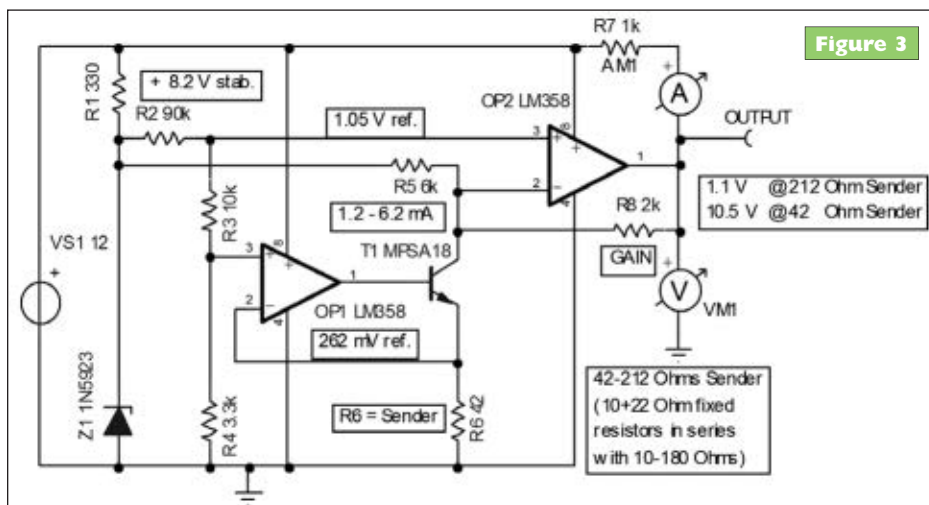 Figure 3
R7 1k
AM1
A
R1 330
+ 8.2 V stab.
R2 90k
1.05 V ref.
OP2 LM358
OUTPUT
3
8
+
+
1
2
-
4
R5 6k
1.2 - 6.2 mA
R3 10k
VS1 12
+
T1 MPSA18
R8 2k
GAIN
1.1 V @212 Ohm Sender
10.5 V @42 Ohm Sender
+
V
VM1
3
8
+
+
1
2
-
4
OP1 LM358
262 mV ref.
Z1 1N5923
R4 3.3k
R6 = Sender
R6 42
42-212 Ohms Sender
(10+22 Ohm fixed
resistors in series
with 10-180 Ohms)
+